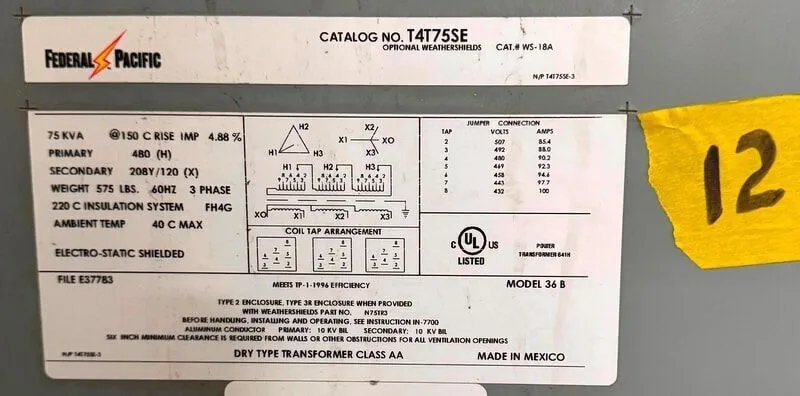 FEDERAL PACIFIC
CATALOG NO. T4T75SE
OPTIONAL WEATHERSHIELDS CAT.# WS-18A
N/P T4T75SE-3
75 KVA @150 C RISE IMP 4.88 %
PRIMARY 480 (H)
SECONDARY 208Y/120 (X)
WEIGHT 575 LBS. 60HZ 3 PHASE
220 C INSULATION SYSTEM FH4G
AMBIENT TEMP 40 C MAX
ELECTRO-STATIC SHIELDED
FILE E37783
H2
H1 H3
X2
X1 XO
X3
H1 H2 H3
XO X1 X2 X3
COIL TAP ARRANGEMENT
JUMPER CONNECTION
TAP VOLTS AMPS
2 507 85.4
3 492 88.0
4 480 90.2
5 469 92.3
6 458 94.6
7 443 97.7
8 432 100
C UL US
LISTED
POWER
TRANSFORMER 641H
MEETS TP-1-1996 EFFICIENCY
MODEL 36 B
TYPE 2 ENCLOSURE, TYPE 3R ENCLOSURE WHEN PROVIDED
WITH WEATHERSHIELDS PART NO. N75TR3
BEFORE HANDLING, INSTALLING AND OPERATING, SEE INSTRUCTION IN-7700
ALUMINUM CONDUCTOR PRIMARY: 10 KV BIL SECONDARY: 10 KV BIL
SIX INCH MINIMUM CLEARANCE IS REQUIRED FROM WALLS OR OTHER OBSTRUCTIONS FOR ALL VENTILATION OPENINGS
N/P T4T75SE-3
DRY TYPE TRANSFORMER CLASS AA
MADE IN MEXICO
12